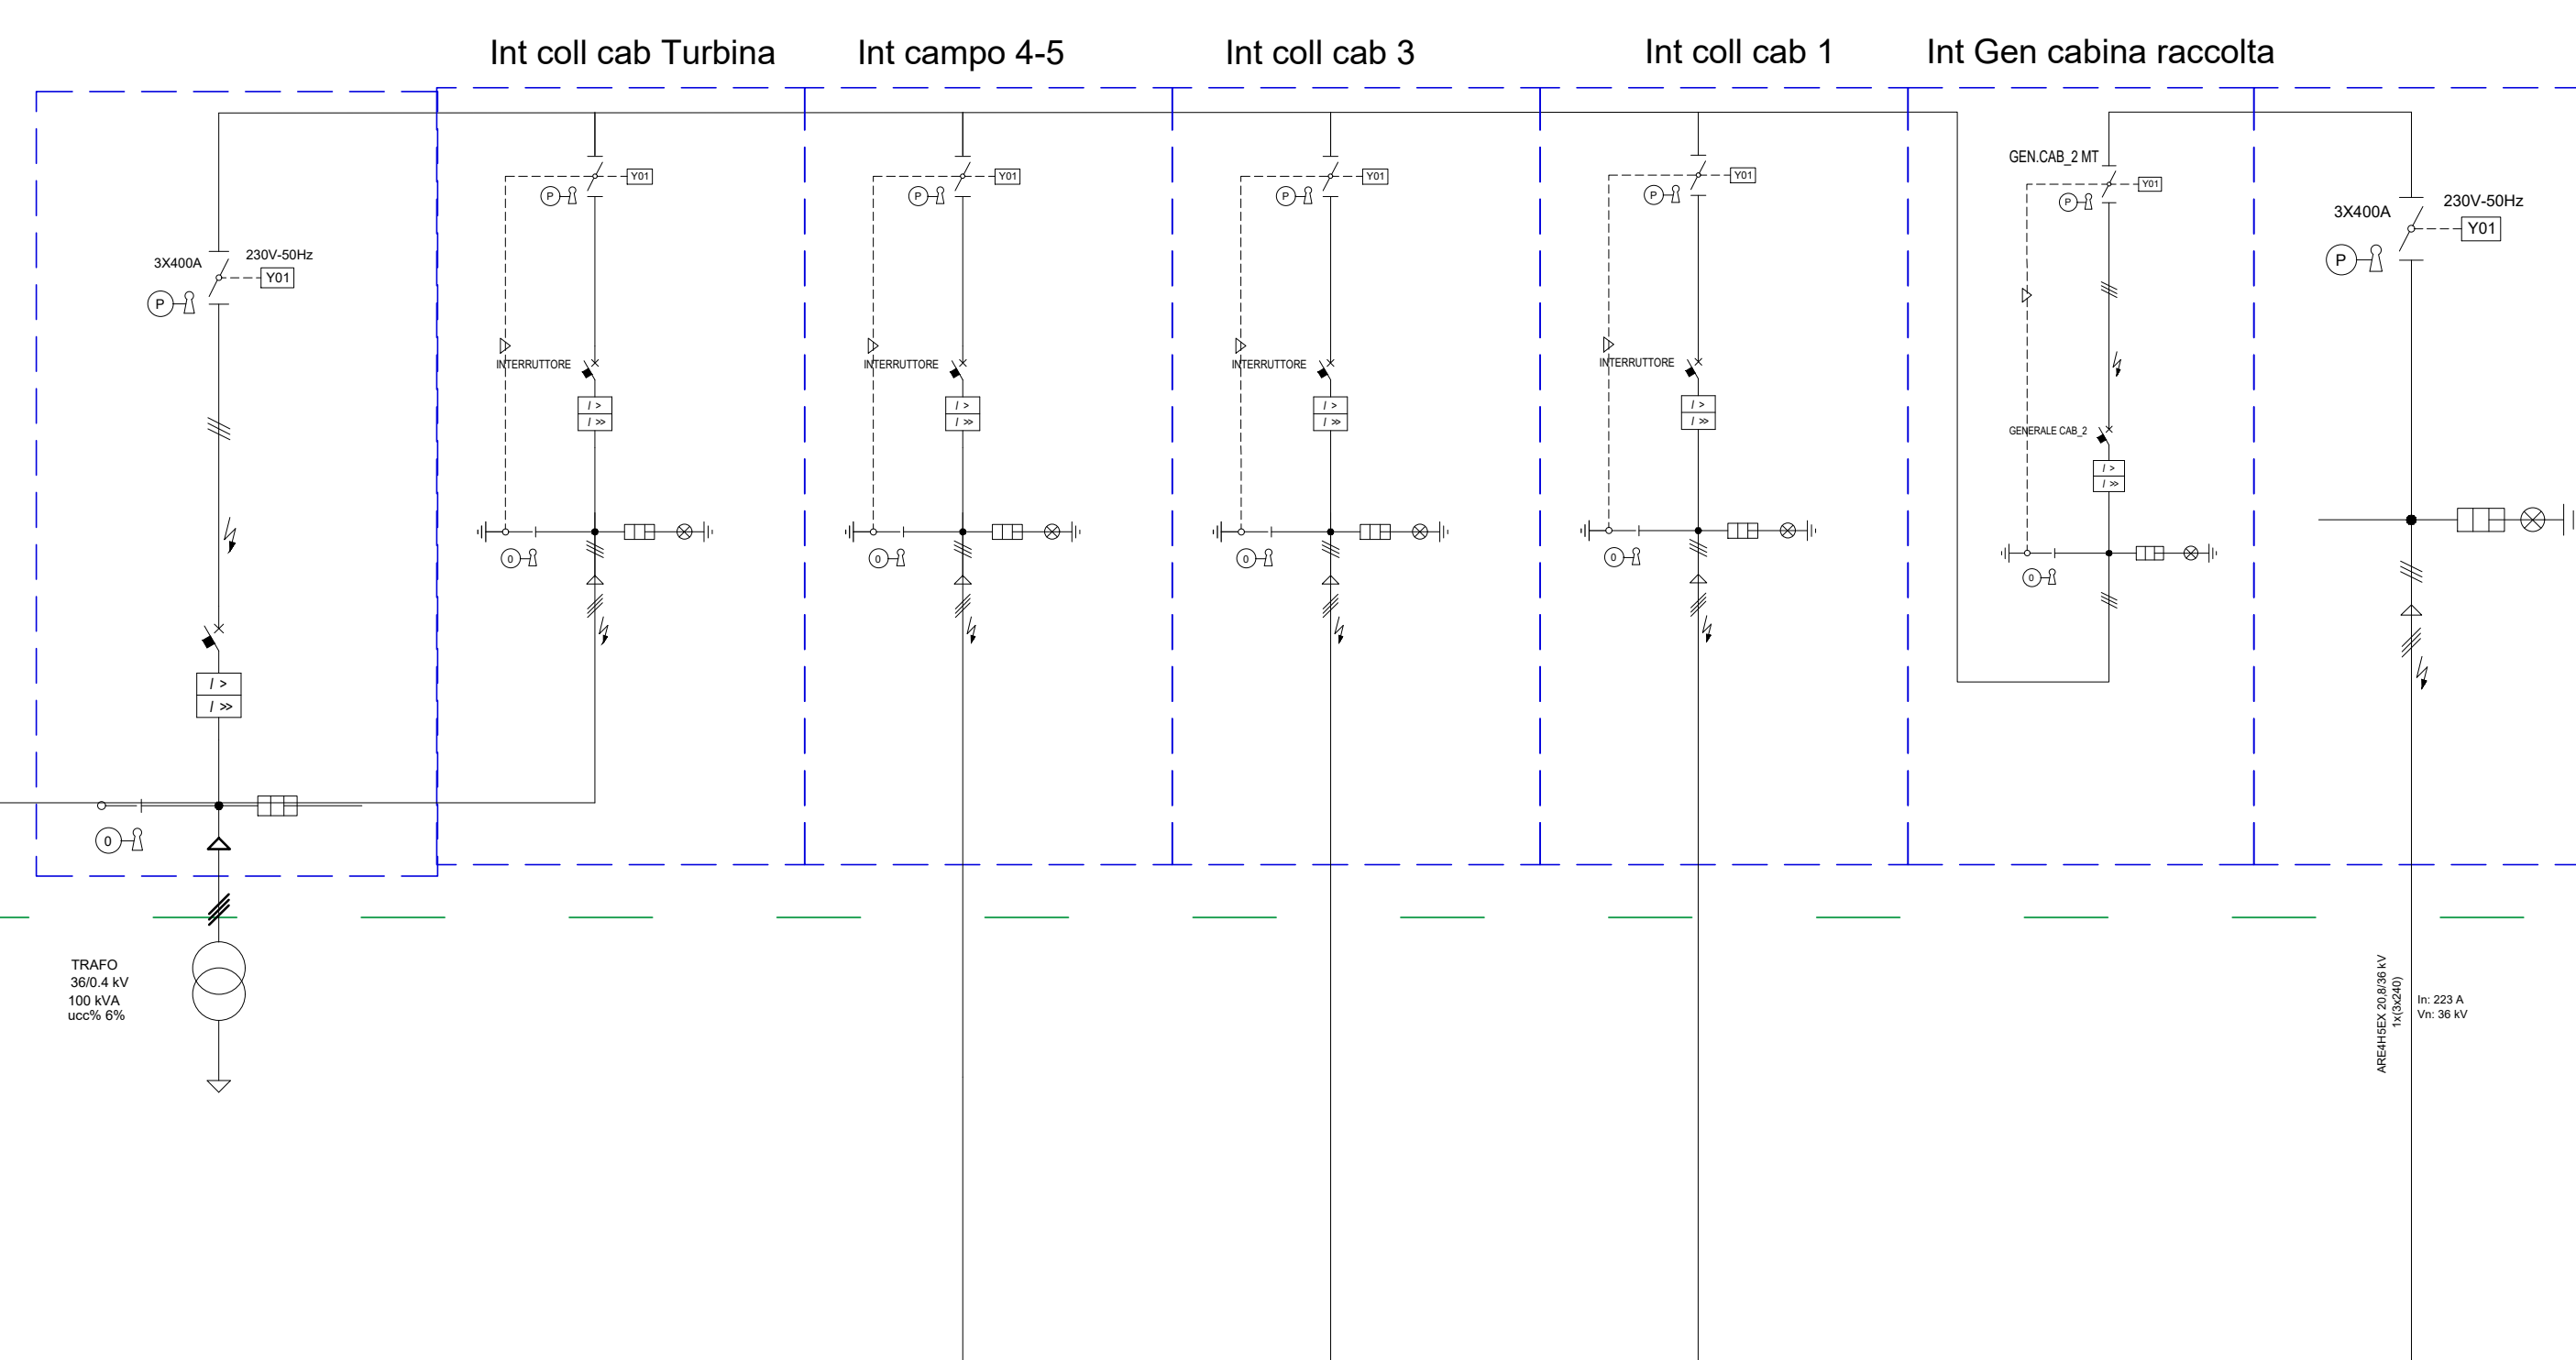 Int coll cab Turbina
Int campo 4-5
Int coll cab 3
Int coll cab 1
Int Gen cabina raccolta
3X400A
230V-50Hz
Y01
P
I >
I >>
0
TRAFO
36/0.4 kV
100 kVA
ucc% 6%
Y01
P
INTERRUTTORE
I >
I >>
0
Y01
P
INTERRUTTORE
I >
I >>
0
Y01
P
INTERRUTTORE
I >
I >>
0
Y01
P
INTERRUTTORE
I >
I >>
0
GEN.CAB_2 MT
Y01
P
GENERALE CAB_2
I >
I >>
0
3X400A
230V-50Hz
Y01
P
ARE4H5EX 20,8/36 kV
1x(3x240)
In: 223 A
Vn: 36 kV